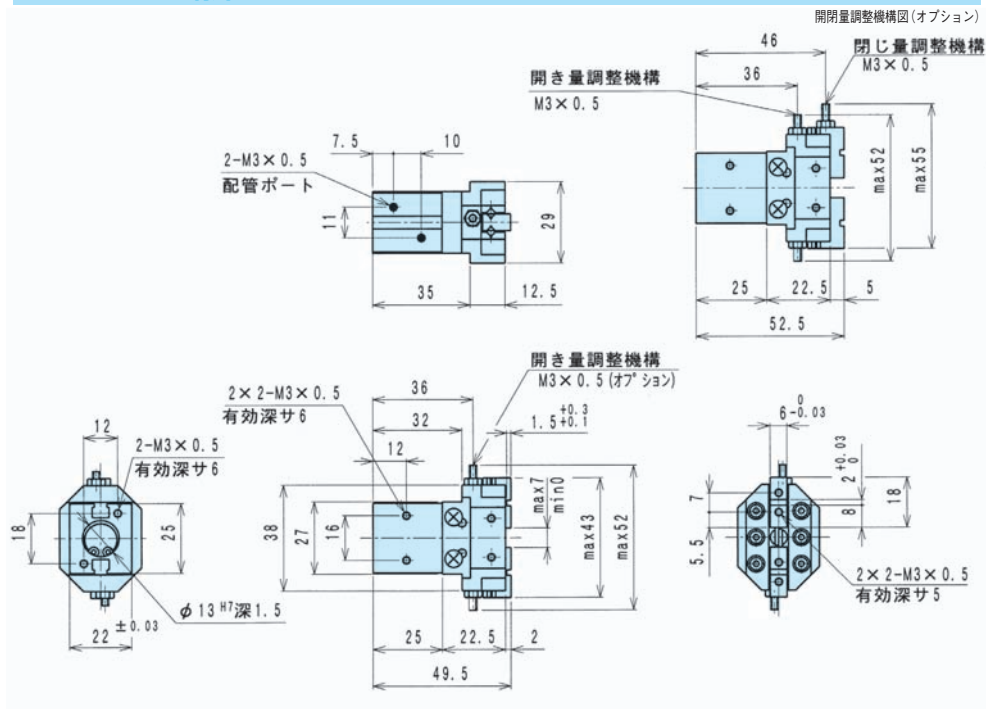 開閉量調整機構図(オプション)
46
閉じ量調整機構
M3×0.5
36
開き量調整機構
M3×0.5
max52
max55
25
22.5
5
52.5
7.5
10
2-M3×0.5
配管ポート
11
29
35
12.5
開き量調整機構
M3×0.5(オプション)
36
2×2-M3×0.5
有効深サ6
32
1.5 +0.3 +0.1
12
max7
min0
38
27
16
max43
max52
25
22.5
2
49.5
12
2-M3×0.5
有効深サ6
18
25
φ13 H7深1.5
22 ±0.03
6 0 -0.03
2 +0.03 0
7
8
18
5.5
2×2-M3×0.5
有効深サ5